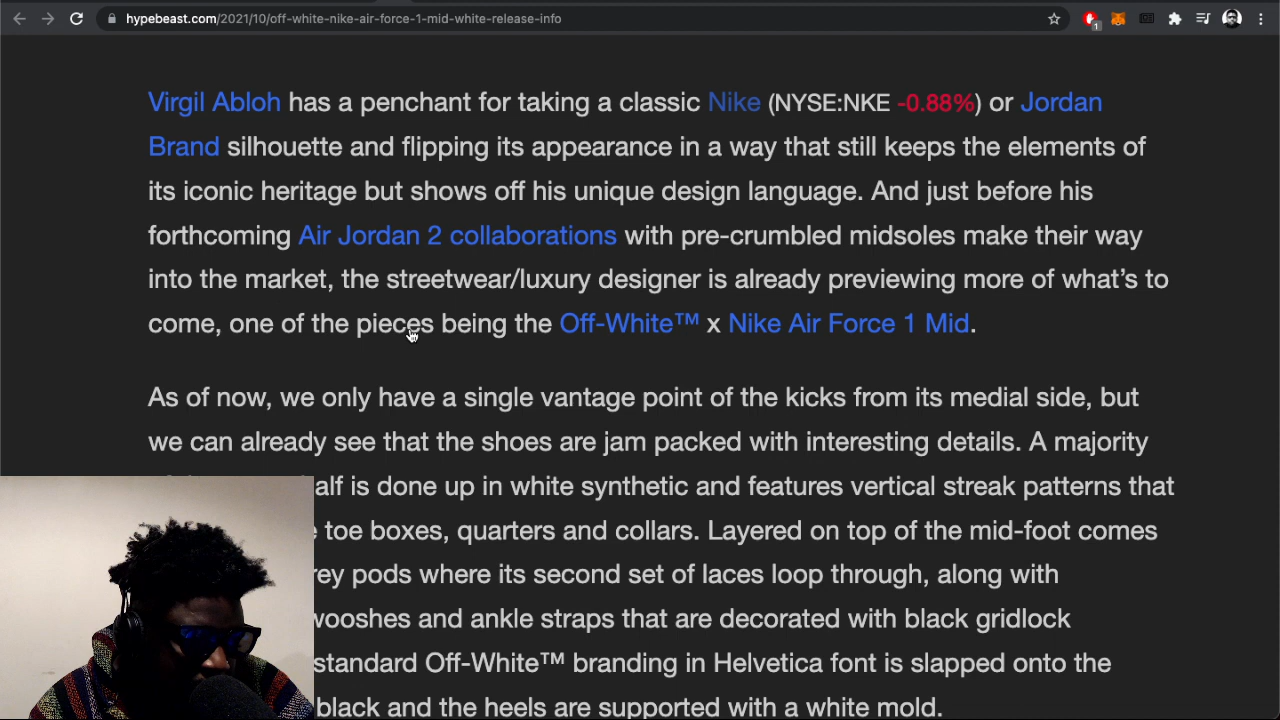 hypebeast.com/2021/10/off-white-nike-air-force-1-mid-white-release-info
1
Virgil Abloh has a penchant for taking a classic Nike (NYSE:NKE -0.88%) or Jordan
Brand silhouette and flipping its appearance in a way that still keeps the elements of
its iconic heritage but shows off his unique design language. And just before his
forthcoming Air Jordan 2 collaborations with pre-crumbled midsoles make their way
into the market, the streetwear/luxury designer is already previewing more of what's to
come, one of the pieces being the Off-White™ x Nike Air Force 1 Mid.
As of now, we only have a single vantage point of the kicks from its medial side, but
we can already see that the shoes are jam packed with interesting details. A majority
is done up in white synthetic and features vertical streak patterns that
toe boxes, quarters and collars. Layered on top of the mid-foot comes
pods where its second set of laces loop through, along with
and ankle straps that are decorated with black gridlock
standard Off-White™ branding in Helvetica font is slapped onto the
black and the heels are supported with a white mold.